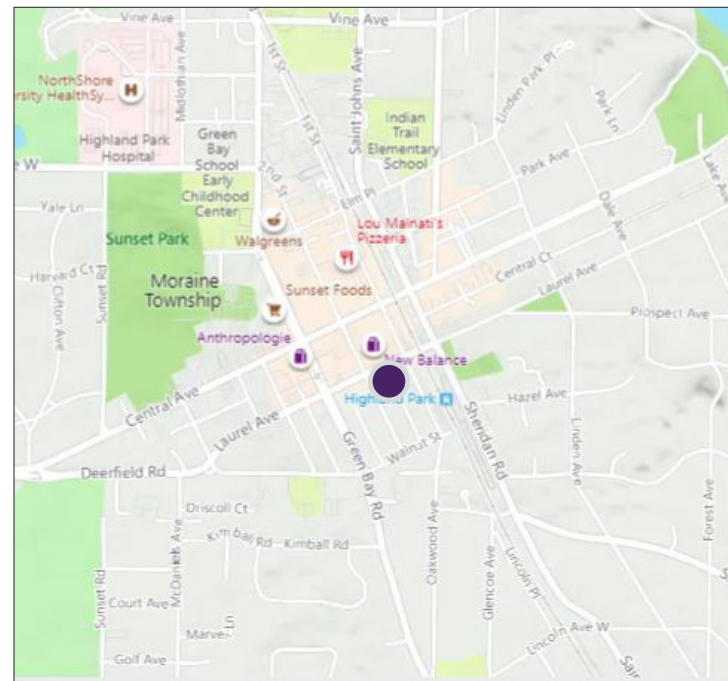 Vine Ave
Vine Ave
NorthShore
rsity HealthSy...
H
Highland Park
Hospital
Midlothian Ave
1st St
1st St
Saint Johns Ave
Linden Park Pl
Park Ln
Green
Bay
School
Early
Childhood
Center
2nd St
Indian
Trail
Elementary
School
Elm Pl
Park Ave
Dale Ave
Lake
e W
Yale Ln
Sunset Park
Walgreens
Lou Malnati's
Pizzeria
Central Ct
Laurel Ave
Harvard Ct
Clifton Ave
Sunset Rd
Moraine
Township
Sunset Foods
Prospect Ave
Anthropologie
New Balance
Highland Park
Hazel Ave
Central Ave
Laurel Ave
Sheridan Rd
Linden Ave
Walnut St
Green Bay Rd
Deerfield Rd
Forest Ave
Driscoll Ct
Kimball Rd
Kimball Rd
McDaniels Ave
Oakwood Ave
Glencoe Ave
Lincoln Pl
S
Sunset Rd
Court Ave
Marvel
Ln
Golf Ave
Lincoln Ave W
Sai